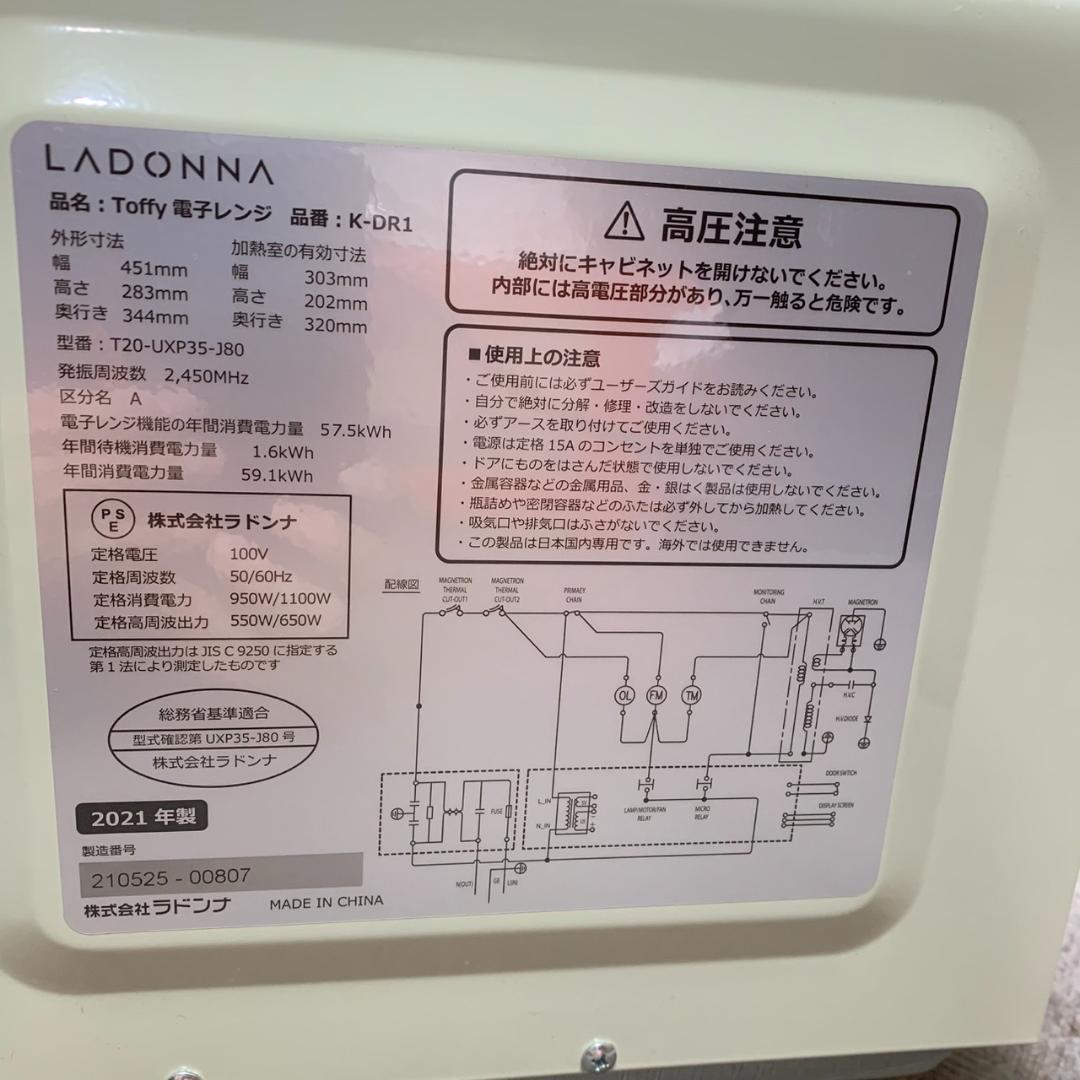 LADONNA
品名：Toffy 電子レンジ 品番：K-DR1
外形寸法
幅 451mm
高さ 283mm
奥行き 344mm
加熱室の有効寸法
幅 303mm
高さ 202mm
奥行き 320mm
型番：T20-UXP35-J80
発振周波数 2,450MHz
区分名 A
電子レンジ機能の年間消費電力量 57.5kWh
年間待機消費電力量 1.6kWh
年間消費電力量 59.1kWh
PSE 株式会社ラドンナ
定格電圧 100V
定格周波数 50/60Hz
定格消費電力 950W/1100W
定格高周波出力 550W/650W
定格高周波出力は JIS C 9250 に指定する
第1法により測定したものです
総務省基準適合
型式確認第 UXP35-J80 号
株式会社ラドンナ
2021 年製
製造番号
210525 - 00807
株式会社ラドンナ MADE IN CHINA
高圧注意
絶対にキャビネットを開けないでください。
内部には高電圧部分があり、万一触ると危険です。
■使用上の注意
・ご使用前には必ずユーザーズガイドをお読みください。
・自分で絶対に分解・修理・改造をしないでください。
・必ずアースを取り付けてご使用ください。
・電源は定格 15A のコンセントを単独でご使用ください。
・ドアにものをはさんだ状態で使用しないでください。
・金属容器などの金属用品、金・銀はく製品は使用しないでください。
・瓶詰めや密閉容器などのふたは必ず外してから加熱してください。
・吸気口や排気口はふさがないでください。
・この製品は日本国内専用です。海外では使用できません。
配線図
MAGNETRON
THERMAL
CUT-OUT1
MAGNETRON
THERMAL
CUT-OUT2
PRIMAEY
CHAIN
MONITORING
CHAIN
H.V.T
MAGNETRON
OL
FM
TM
H.V.C
H.V.DIODE
DOOR SWITCH
DISPLAY SCREEN
L_IN
N_IN
LAMP/MOTOR/FAN
RELAY
MICRO
RELAY
FUSE
N(OUT)
GE
L(IN)